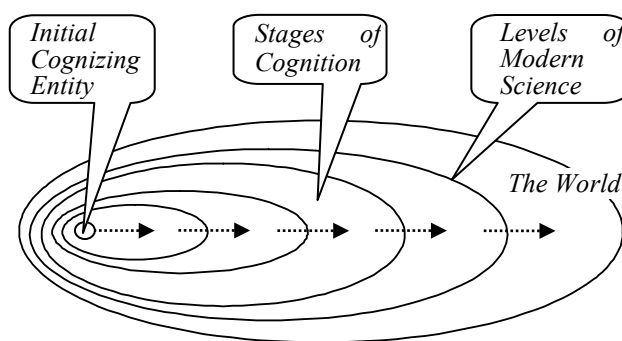 Initial
Cognizing
Entity
Stages of
Cognition
Levels of
Modern
Science
The World